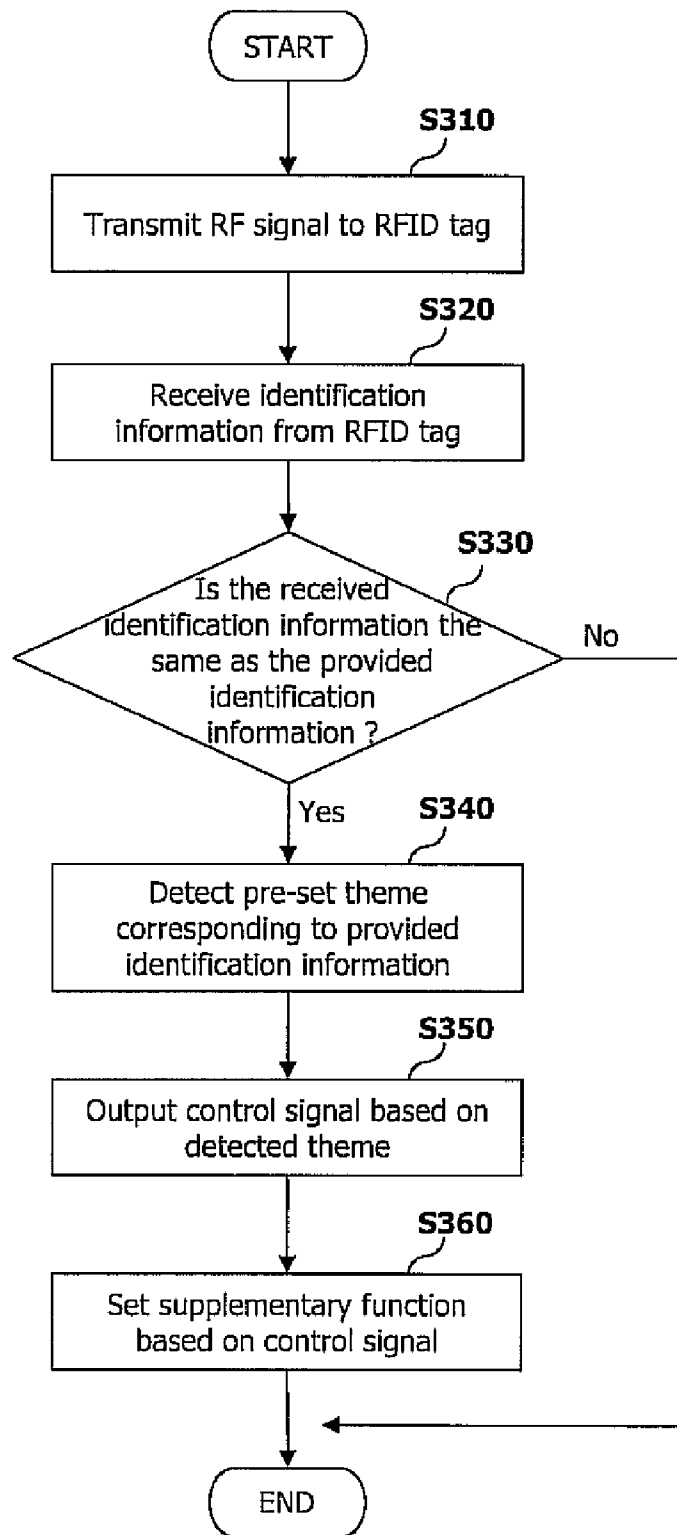 START
S310
Transmit RF signal to RFID tag
S320
Receive identification
information from RFID tag
S330
Is the received
identification information the
same as the provided
identification
information ?
No
Yes
S340
Detect pre-set theme
corresponding to provided
identification information
S350
Output control signal based on
detected theme
S360
Set supplementary function
based on control signal
END